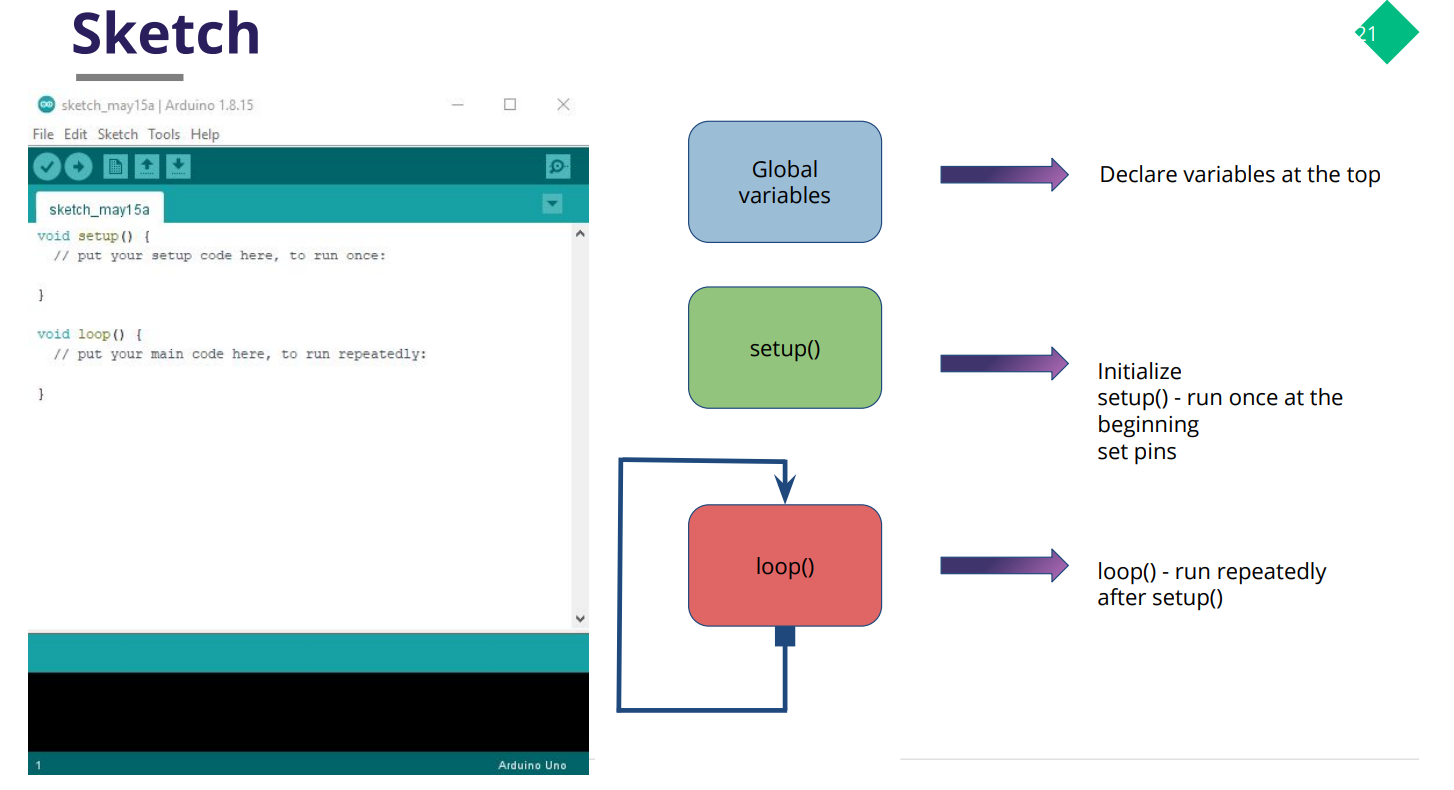 Sketch
21
sketch_may15a | Arduino 1.8.15
File Edit Sketch Tools Help
sketch_may15a
void setup() {
// put your setup code here, to run once:
}
void loop() {
// put your main code here, to run repeatedly:
}
1
Arduino Uno
Global
variables
Declare variables at the top
setup()
Initialize
setup() - run once at the
beginning
set pins
loop()
loop() - run repeatedly
after setup()